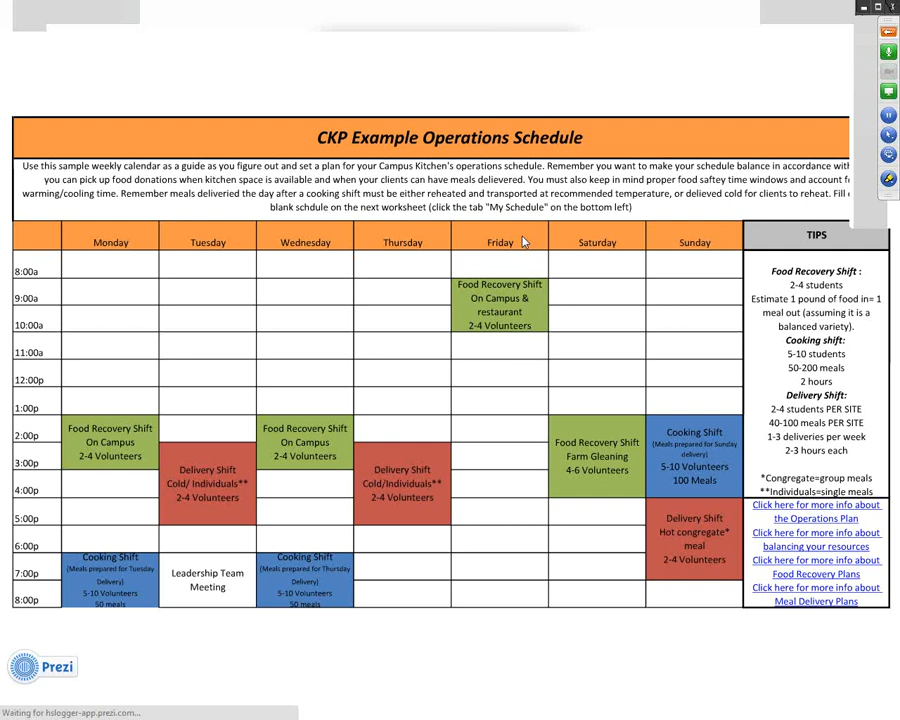 CKP Example Operations Schedule
Use this sample weekly calendar as a guide as you figure out and set a plan for your Campus Kitchen's operations schedule. Remember you want to make your schedule balance in accordance with
you can pick up food donations when kitchen space is available and when your clients can have meals delievered. You must also keep in mind proper food saftey time windows and account f
warming/cooling time. Remember meals deliveried the day after a cooking shift must be either reheated and transported at recommended temperature, or delieved cold for clients to reheat. Fill
blank schdule on the next worksheet (click the tab "My Schedule" on the bottom left)
Monday Tuesday Wednesday Thursday Friday Saturday Sunday TIPS
8:00a
9:00a
10:00a
11:00a
12:00p
1:00p
2:00p
3:00p
4:00p
5:00p
6:00p
7:00p
8:00p
Food Recovery Shift
On Campus
2-4 Volunteers
Cooking Shift
(Meals prepared for Tuesday
Delivery)
5-10 Volunteers
50 meals
Delivery Shift
Cold/ Individuals**
2-4 Volunteers
Leadership Team
Meeting
Food Recovery Shift
On Campus
2-4 Volunteers
Cooking Shift
(Meals prepared for Thursday
Delivery)
5-10 Volunteers
50 meals
Delivery Shift
Cold/Individuals**
2-4 Volunteers
Food Recovery Shift
On Campus &
restaurant
2-4 Volunteers
Food Recovery Shift
Farm Gleaning
4-6 Volunteers
Cooking Shift
(Meals prepared for Sunday
delivery)
5-10 Volunteers
100 Meals
Delivery Shift
Hot congregate*
meal
2-4 Volunteers
Food Recovery Shift :
2-4 students
Estimate 1 pound of food in= 1
meal out (assuming it is a
balanced variety).
Cooking shift:
5-10 students
50-200 meals
2 hours
Delivery Shift:
2-4 students PER SITE
40-100 meals PER SITE
1-3 deliveries per week
2-3 hours each
*Congregate=group meals
**Individuals=single meals
Click here for more info about
the Operations Plan
Click here for more info about
balancing your resources
Click here for more info about
Food Recovery Plans
Click here for more info about
Meal Delivery Plans
Prezi
Waiting for hslogger-app.prezi.com...